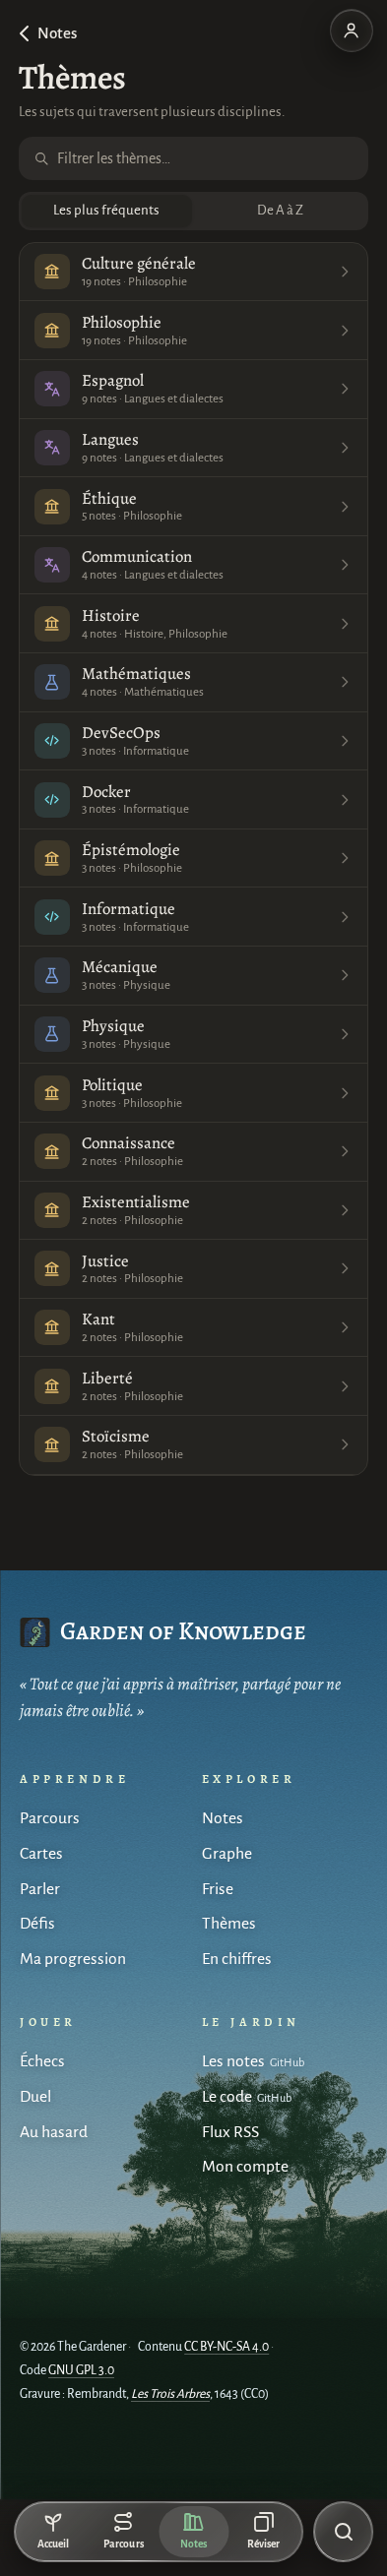 Notes
Thèmes
Les sujets qui traversent plusieurs disciplines.
Filtrer les thèmes…
Les plus fréquents
De A à Z
Culture générale
19 notes · Philosophie
Philosophie
19 notes · Philosophie
Espagnol
9 notes · Langues et dialectes
Langues
9 notes · Langues et dialectes
Éthique
5 notes · Philosophie
Communication
4 notes · Langues et dialectes
Histoire
4 notes · Histoire, Philosophie
Mathématiques
4 notes · Mathématiques
DevSecOps
3 notes · Informatique
Docker
3 notes · Informatique
Épistémologie
3 notes · Philosophie
Informatique
3 notes · Informatique
Mécanique
3 notes · Physique
Physique
3 notes · Physique
Politique
3 notes · Philosophie
Connaissance
2 notes · Philosophie
Existentialisme
2 notes · Philosophie
Justice
2 notes · Philosophie
Kant
2 notes · Philosophie
Liberté
2 notes · Philosophie
Stoïcisme
2 notes · Philosophie
Garden of Knowledge
« Tout ce que j'ai appris à maîtriser, partagé pour ne
jamais être oublié. »
APPRENDRE
Parcours
Cartes
Parler
Défis
Ma progression
EXPLORER
Notes
Graphe
Frise
Thèmes
En chiffres
JOUER
Échecs
Duel
Au hasard
LE JARDIN
Les notes GitHub
Le code GitHub
Flux RSS
Mon compte
© 2026 The Gardener · Contenu CC BY-NC-SA 4.0 ·
Code GNU GPL 3.0
Gravure : Rembrandt, Les Trois Arbres, 1643 (CC0)
Accueil
Parcours
Notes
Réviser